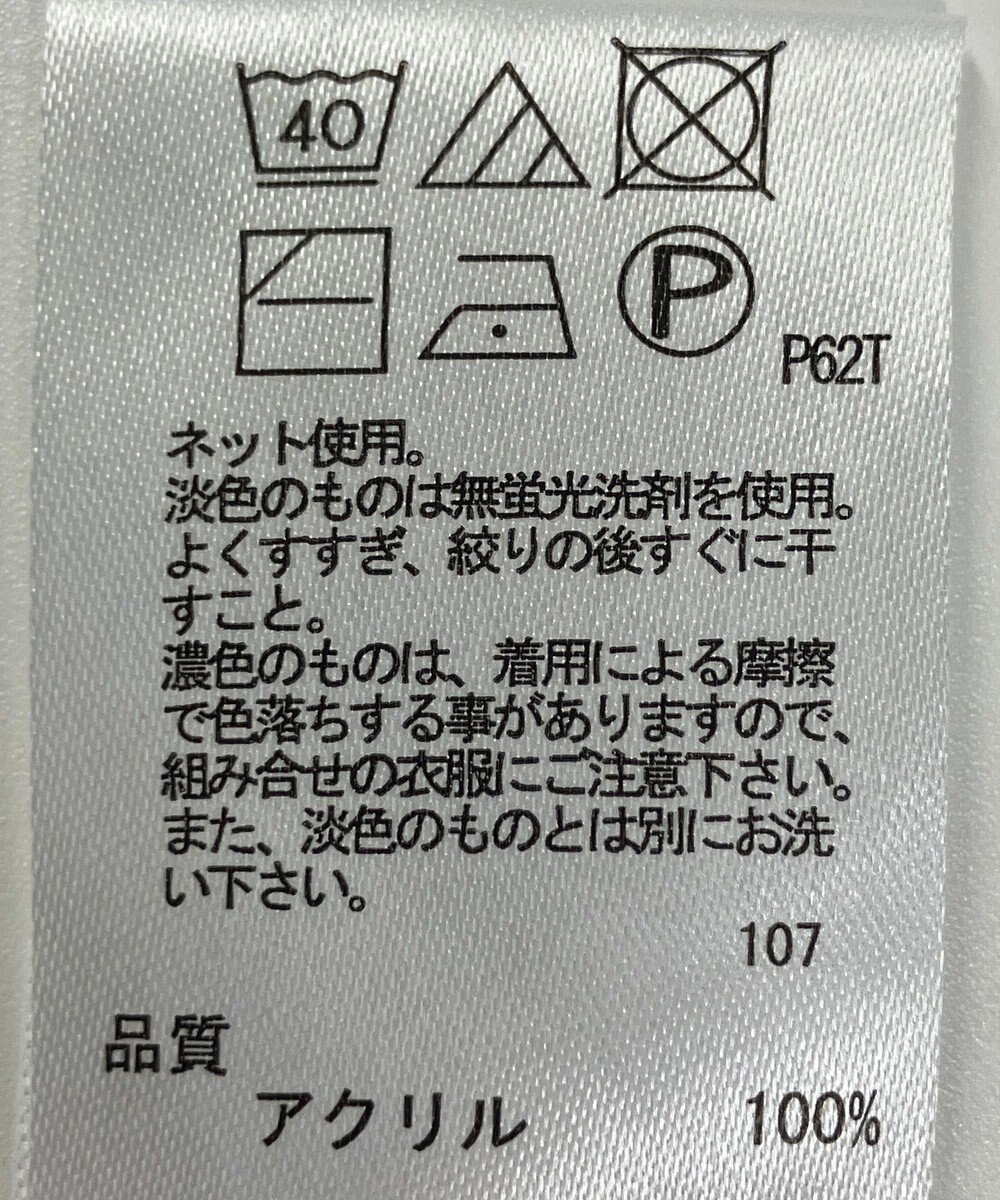 40
P
P62T
ネット使用。
淡色のものは無蛍光洗剤を使用。
よくすすぎ、絞りの後すぐに干
すこと。
濃色のものは、着用による摩擦
で色落ちする事がありますので、
組み合せの衣服にご注意下さい。
また、淡色のものとは別にお洗
い下さい。
107
品質
アクリル 100%